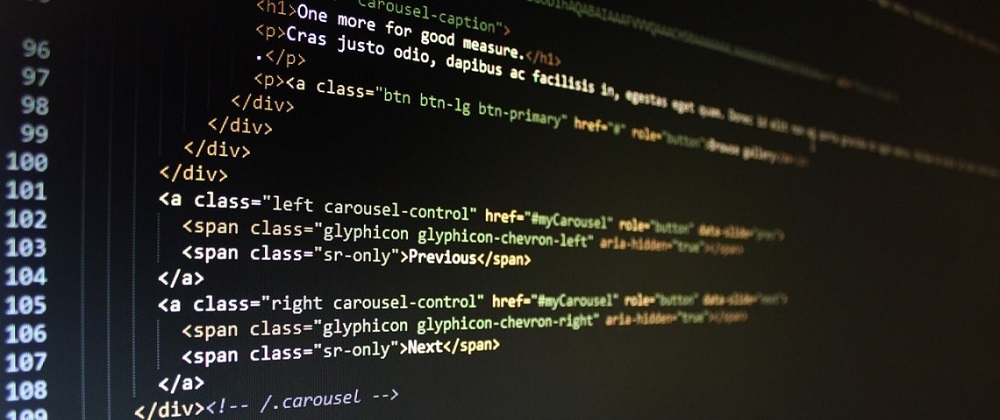 carousel-caption">
<h1>One more for good measure.</h1>
<p>Cras justo odio, dapibus ac facilisis in, egestas eget quam. Donec id elit non
.</p>
96 <p><a class="btn btn-lg btn-primary" href="#" role="button">Browse gallery
97 </div>
98 </div>
99 </div>
100 </div>
101 <a class="left carousel-control" href="#myCarousel" role="button" data-slide="prev">
102 <span class="glyphicon glyphicon-chevron-left" aria-hidden="true"></span>
103 <span class="sr-only">Previous</span>
104 </a>
105 <a class="right carousel-control" href="#myCarousel" role="button" data-slide="next">
106 <span class="glyphicon glyphicon-chevron-right" aria-hidden="true"></span>
107 <span class="sr-only">Next</span>
108 </a>
109 </div><!-- /.carousel -->